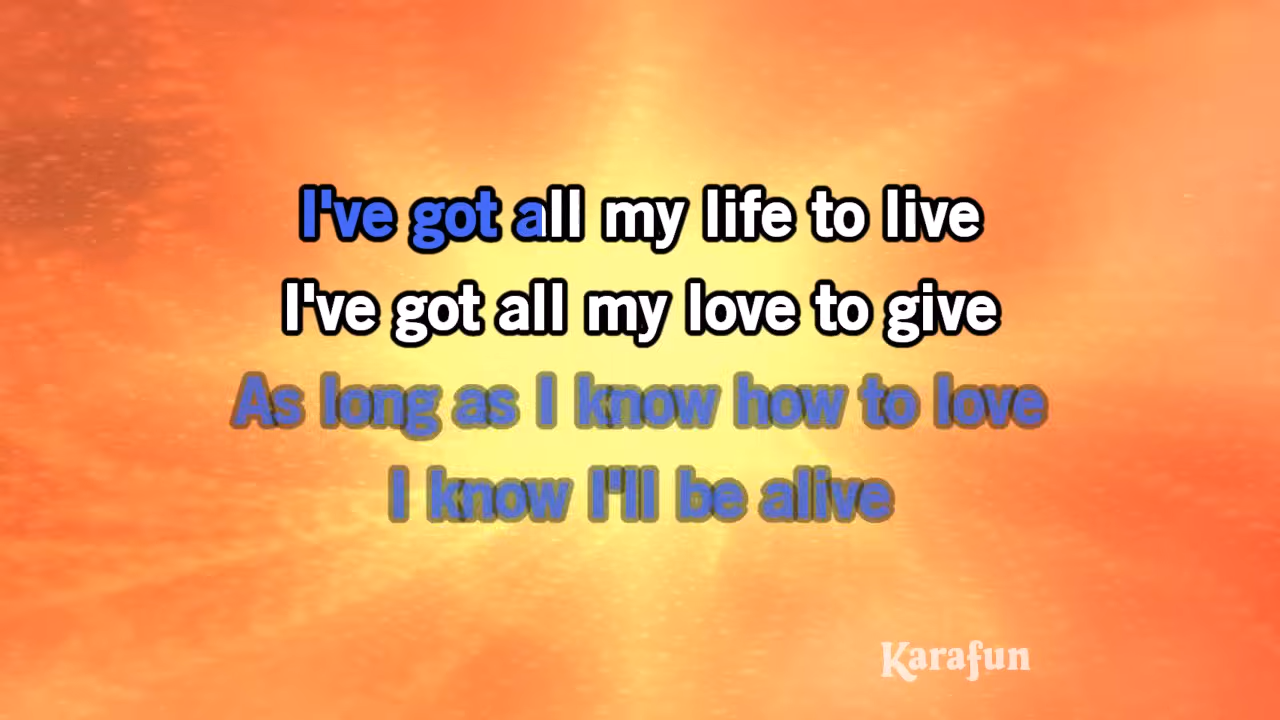 I've got all my life to live
I've got all my love to give
As long as I know how to love
I know I'll be alive
Karafun